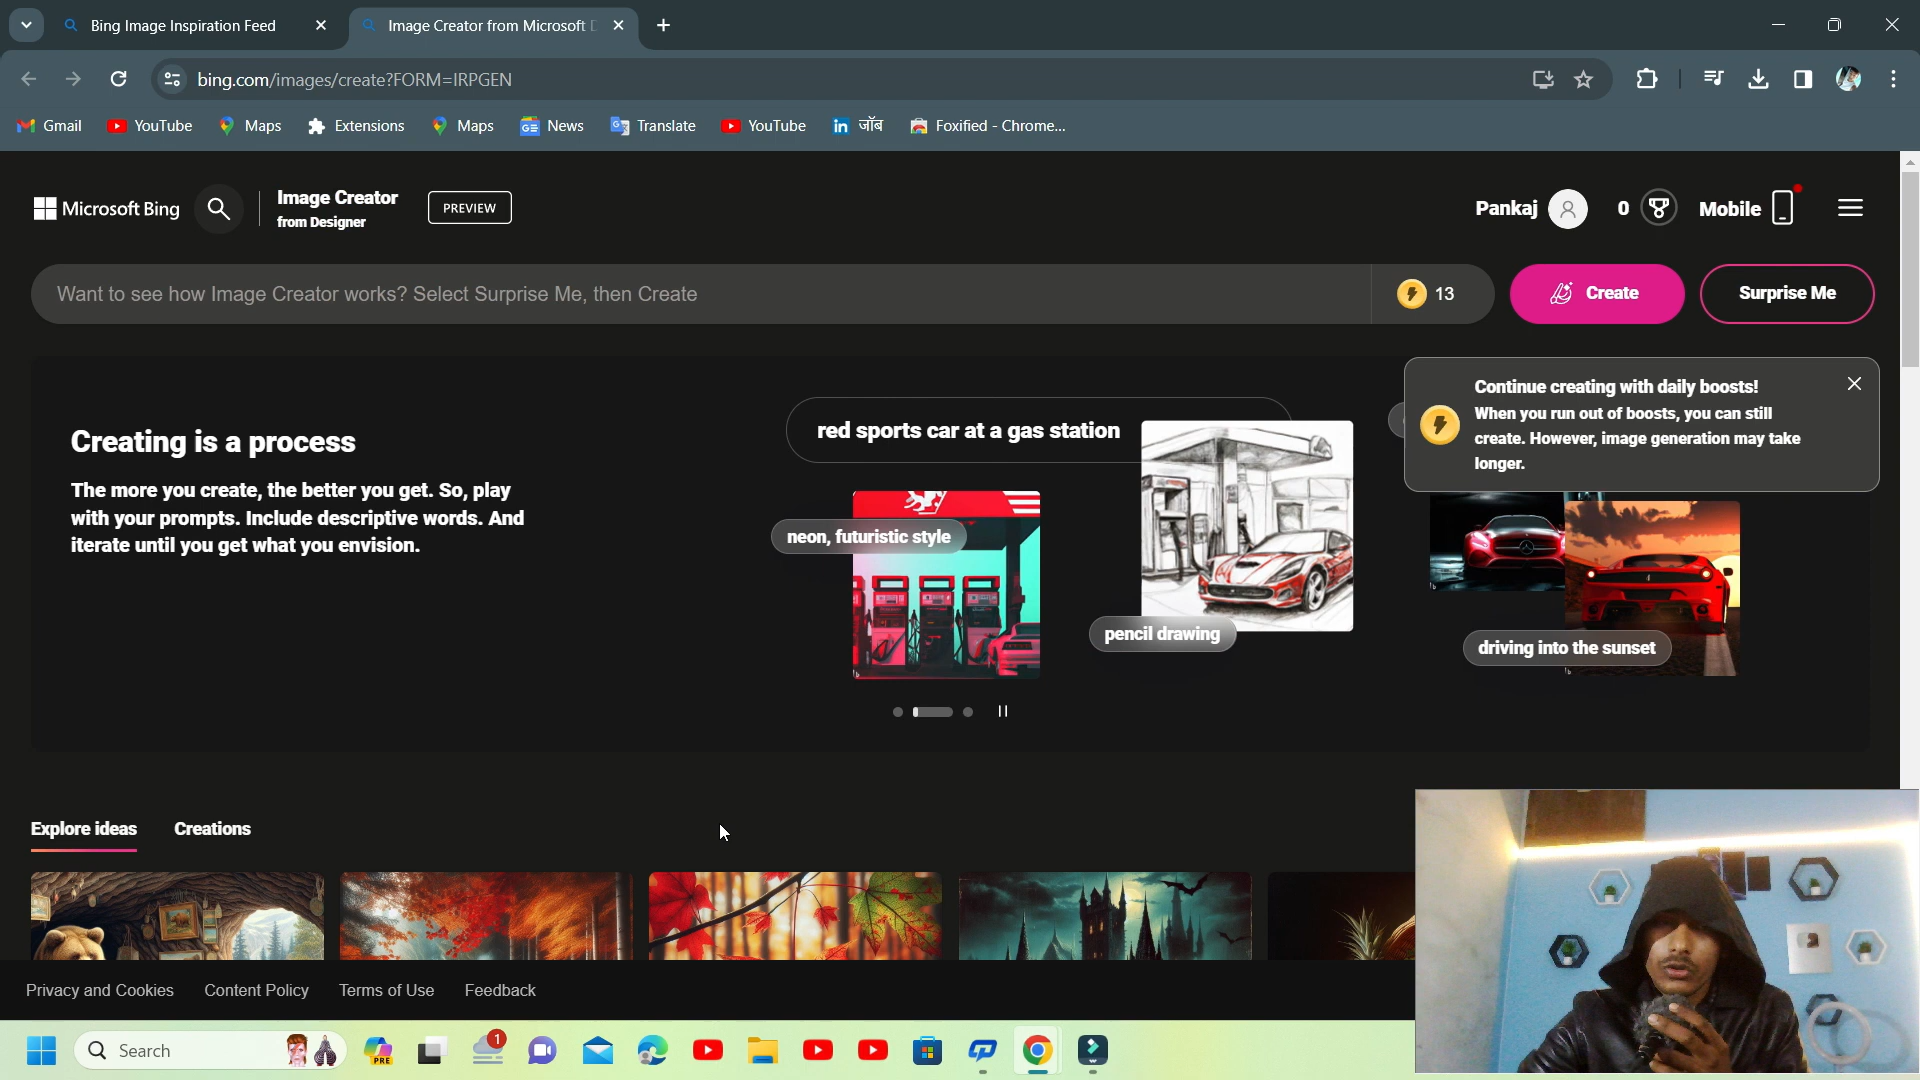 Bing Image Inspiration Feed
Image Creator from Microsoft D
bing.com/images/create?FORM=IRPGEN
Gmail
YouTube
Maps
Extensions
Maps
News
Translate
YouTube
जॉब
Foxified - Chrome...
Microsoft Bing
Image Creator
from Designer
PREVIEW
Pankaj
0
Mobile
Want to see how Image Creator works? Select Surprise Me, then Create
13
Create
Surprise Me
Continue creating with daily boosts!
When you run out of boosts, you can still
create. However, image generation may take
longer.
Creating is a process
The more you create, the better you get. So, play
with your prompts. Include descriptive words. And
iterate until you get what you envision.
red sports car at a gas station
neon, futuristic style
pencil drawing
driving into the sunset
Explore ideas
Creations
Privacy and Cookies
Content Policy
Terms of Use
Feedback
Search
PRE
1